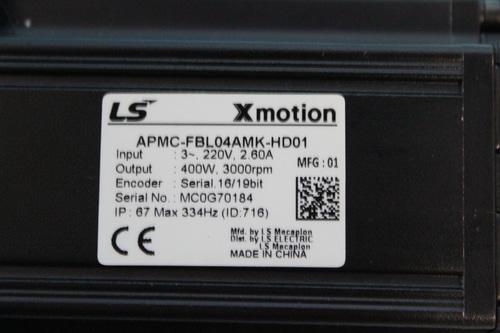 LS Xmotion
APMC-FBL04AMK-HD01
Input : 3~, 220V, 2.60A
Output : 400W, 3000rpm
MFG : 01
Encoder : Serial.16/19bit
Serial No. : MC0G70184
IP : 67 Max 334Hz (ID:716)
CE
Mfd. by LS Mecapion
Dist. by LS ELECTRIC
LS Mecapion
MADE IN CHINA